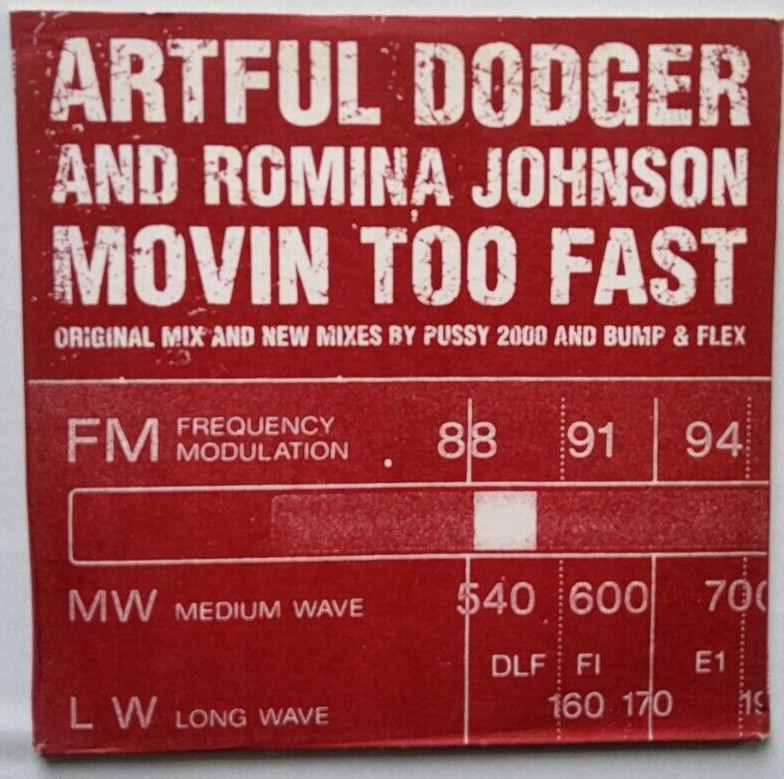 ARTFUL DODGER
AND ROMINA JOHNSON
MOVIN TOO FAST
ORIGINAL MIX AND NEW MIXES BY PUSSY 2000 AND BUMP & FLEX
FM FREQUENCY MODULATION 88 91 94
MW MEDIUM WAVE 540 600 700
DLF FI E1
L W LONG WAVE 160 170